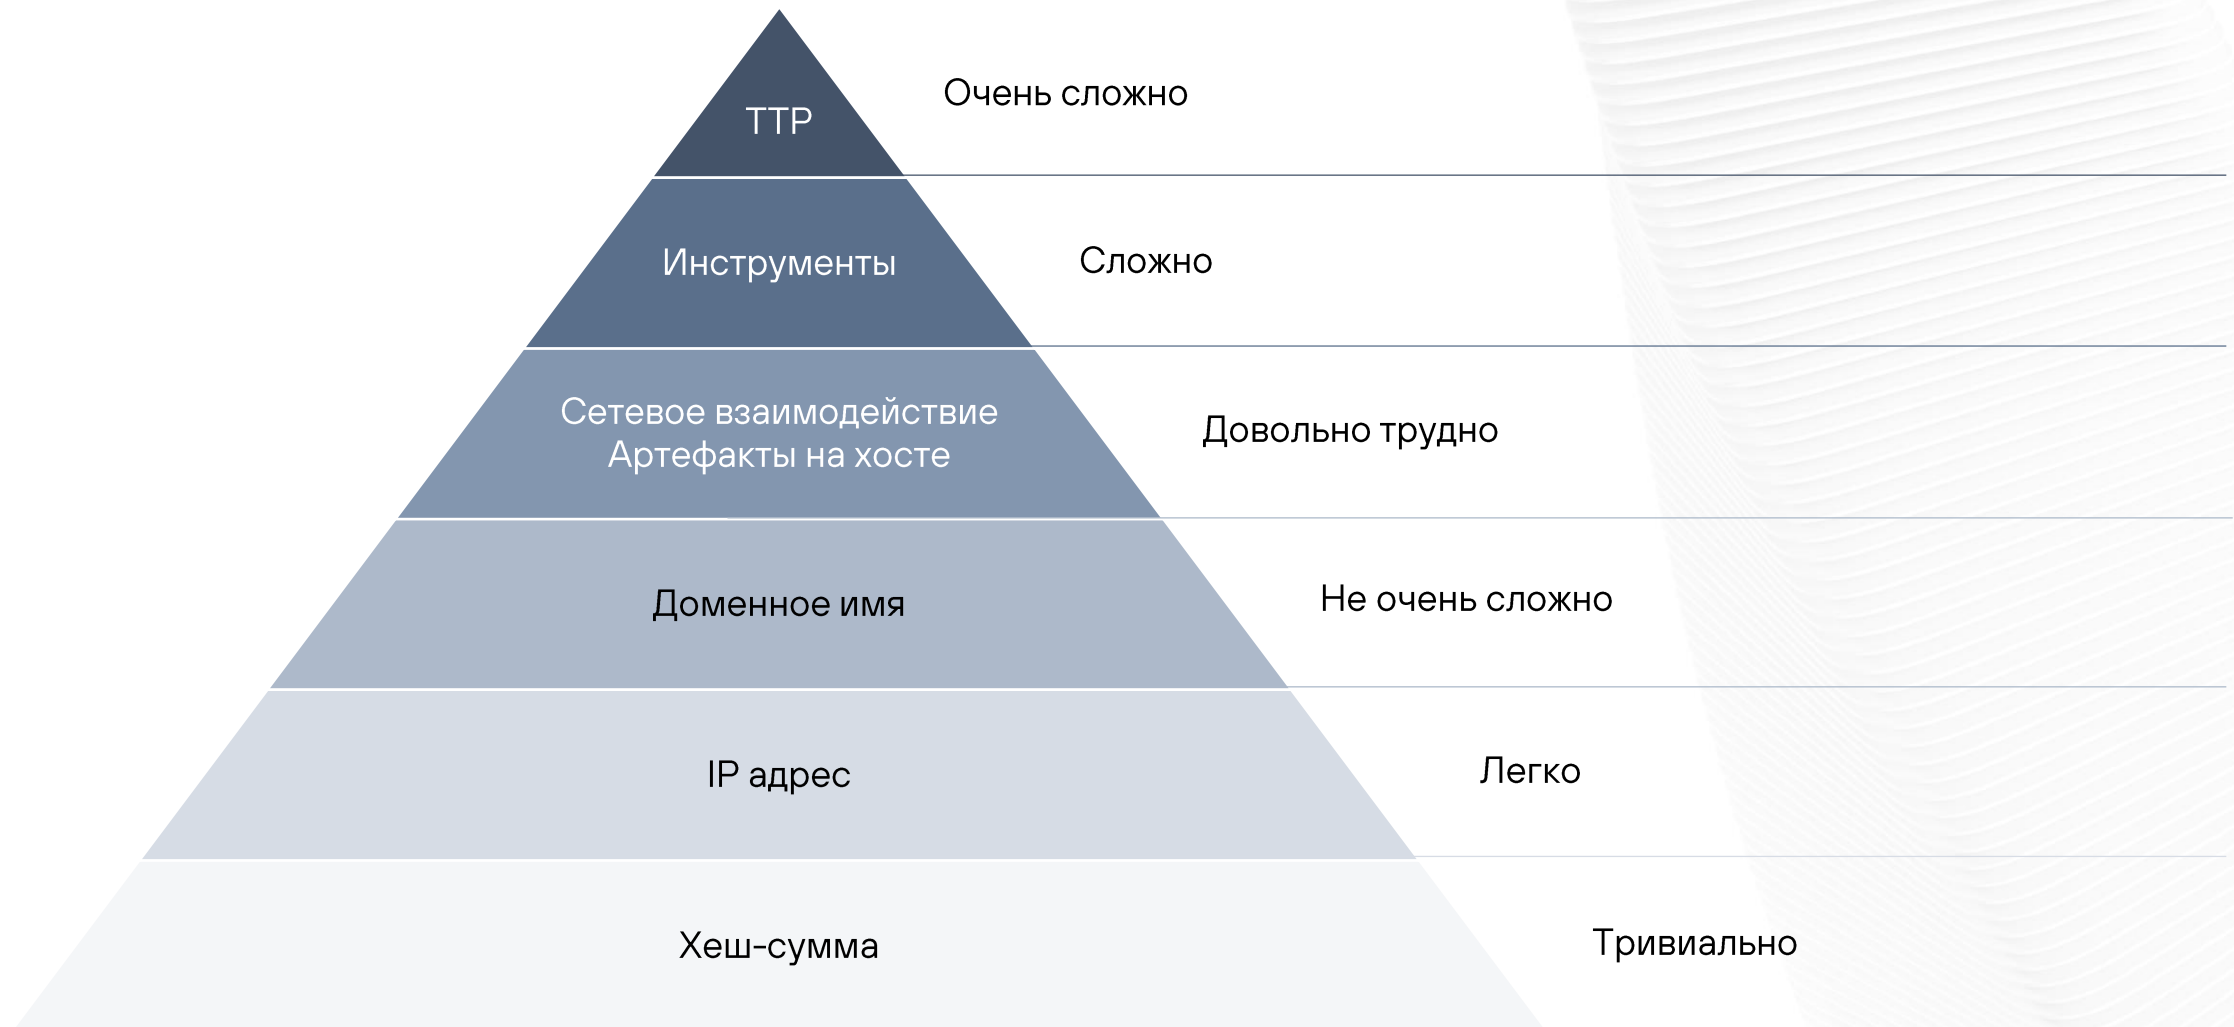 TTP
Очень сложно
Инструменты
Сложно
Сетевое взаимодействие
Артефакты на хосте
Довольно трудно
Доменное имя
Не очень сложно
IP адрес
Легко
Хеш-сумма
Тривиально